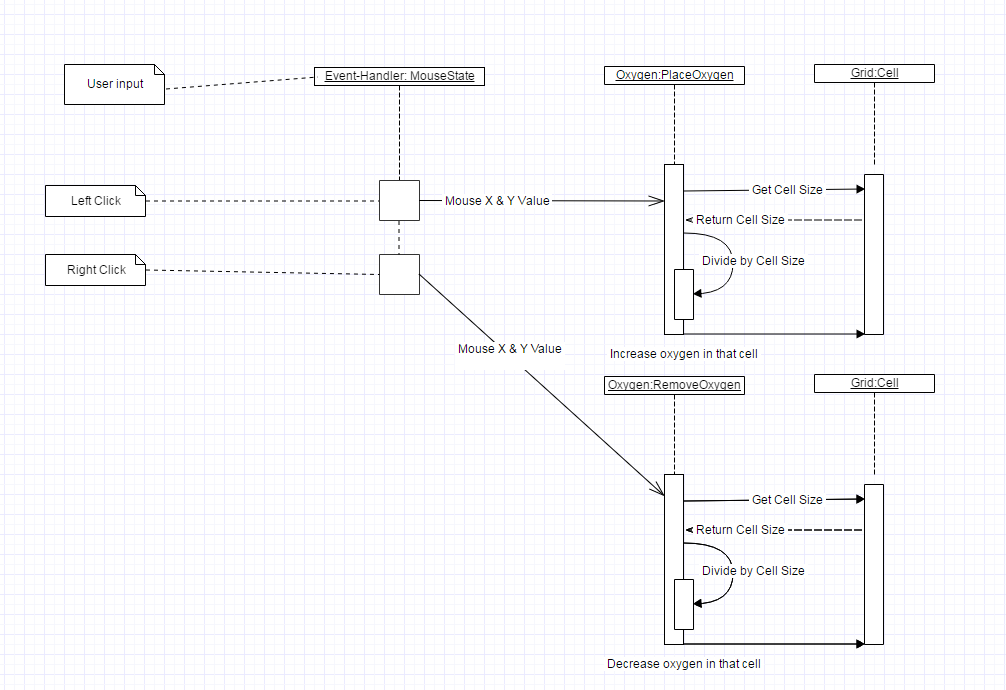 User input
Event-Handler: MouseState
Oxygen:PlaceOxygen
Grid:Cell
Left Click
Mouse X & Y Value
Get Cell Size
Return Cell Size
Divide by Cell Size
Right Click
Mouse X & Y Value
Increase oxygen in that cell
Oxygen:RemoveOxygen
Grid:Cell
Get Cell Size
Return Cell Size
Divide by Cell Size
Decrease oxygen in that cell